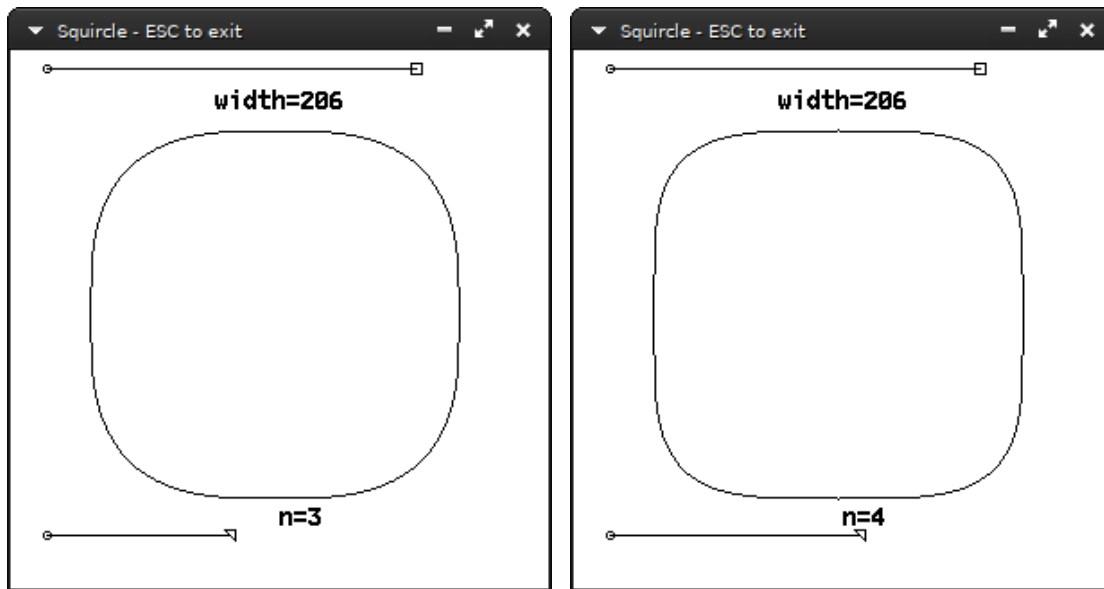 Squircle - ESC to exit
width=206
n=3
Squircle - ESC to exit
width=206
n=4